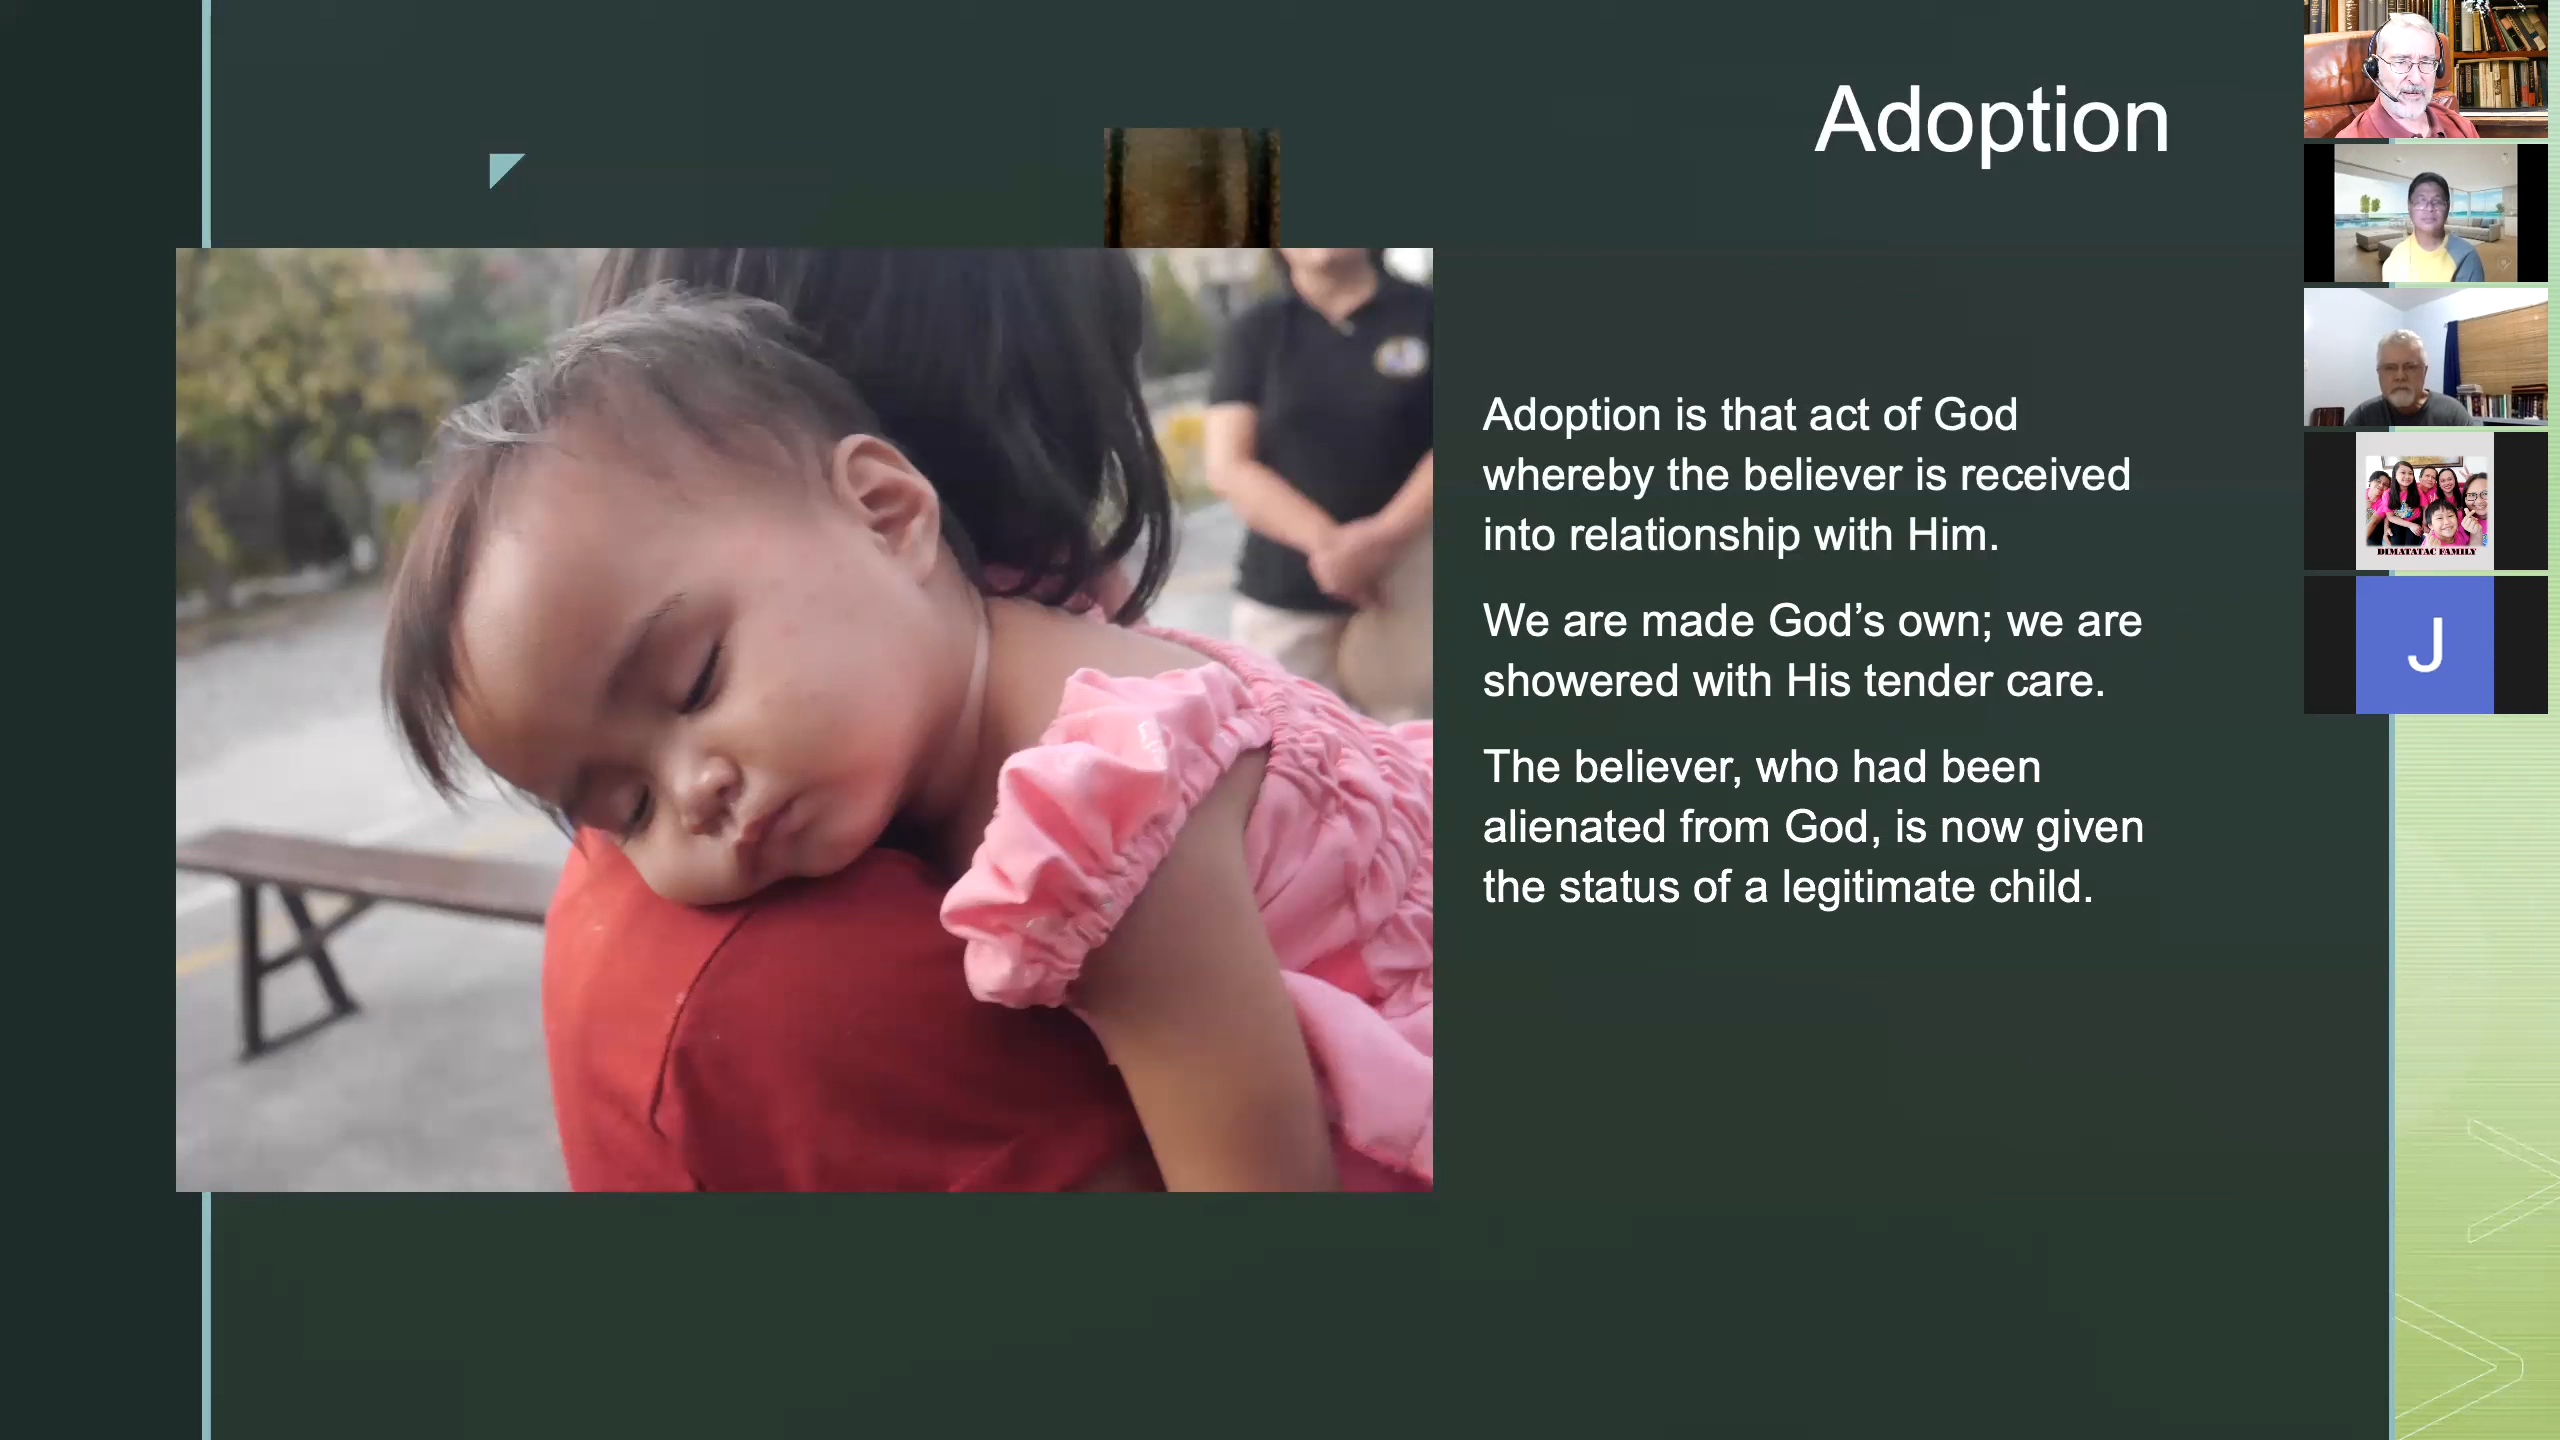 Adoption
Adoption is that act of God
whereby the believer is received
into relationship with Him.
We are made God’s own; we are
showered with His tender care.
The believer, who had been
alienated from God, is now given
the status of a legitimate child.
DIMATATAC FAMILY
J